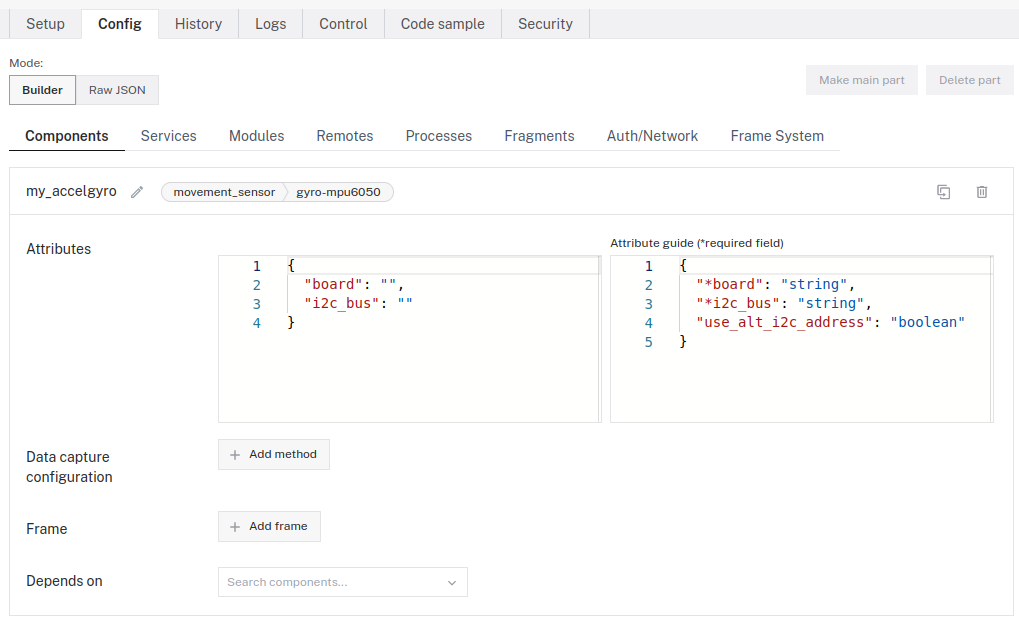 Setup Config History Logs Control Code sample Security
Mode:
Builder Raw JSON
Make main part Delete part
Components Services Modules Remotes Processes Fragments Auth/Network Frame System
my_accelgyro movement_sensor gyro-mpu6050
Attributes
1 {
2 "board": "",
3 "i2c_bus": ""
4 }
Attribute guide (*required field)
1 {
2 "*board": "string",
3 "*i2c_bus": "string",
4 "use_alt_i2c_address": "boolean"
5 }
Data capture
configuration
+ Add method
Frame
+ Add frame
Depends on
Search components...